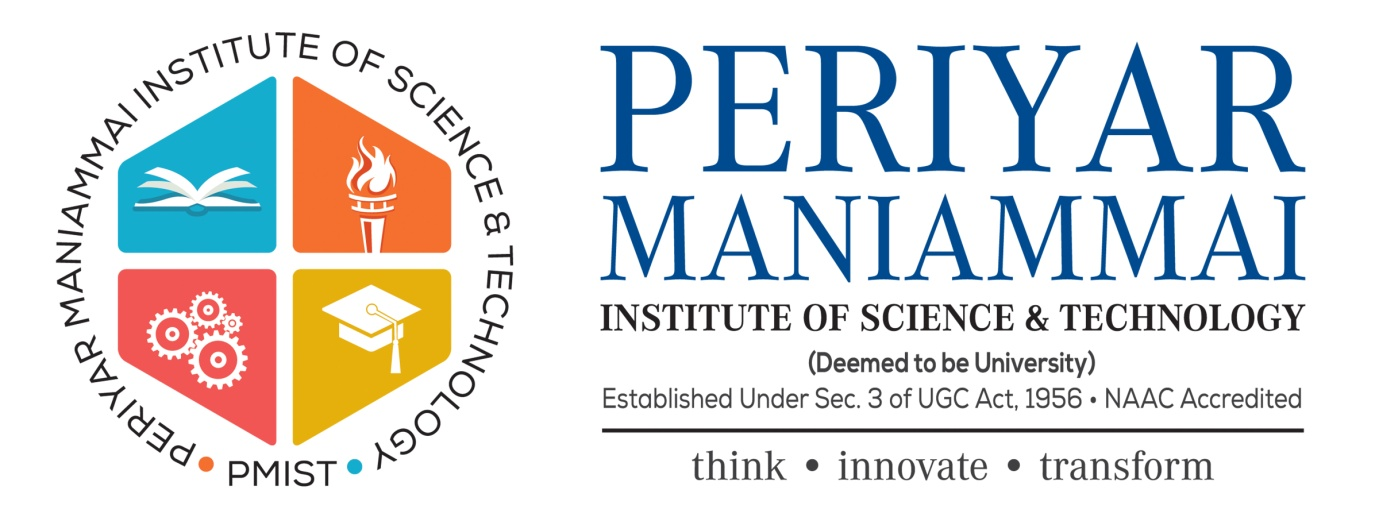 PERIYAR MANIAMMAI INSTITUTE OF SCIENCE & TECHNOLOGY
• PMIST •
PERIYAR
MANIAMMAI
INSTITUTE OF SCIENCE & TECHNOLOGY
(Deemed to be University)
Established Under Sec. 3 of UGC Act, 1956 • NAAC Accredited
think • innovate • transform